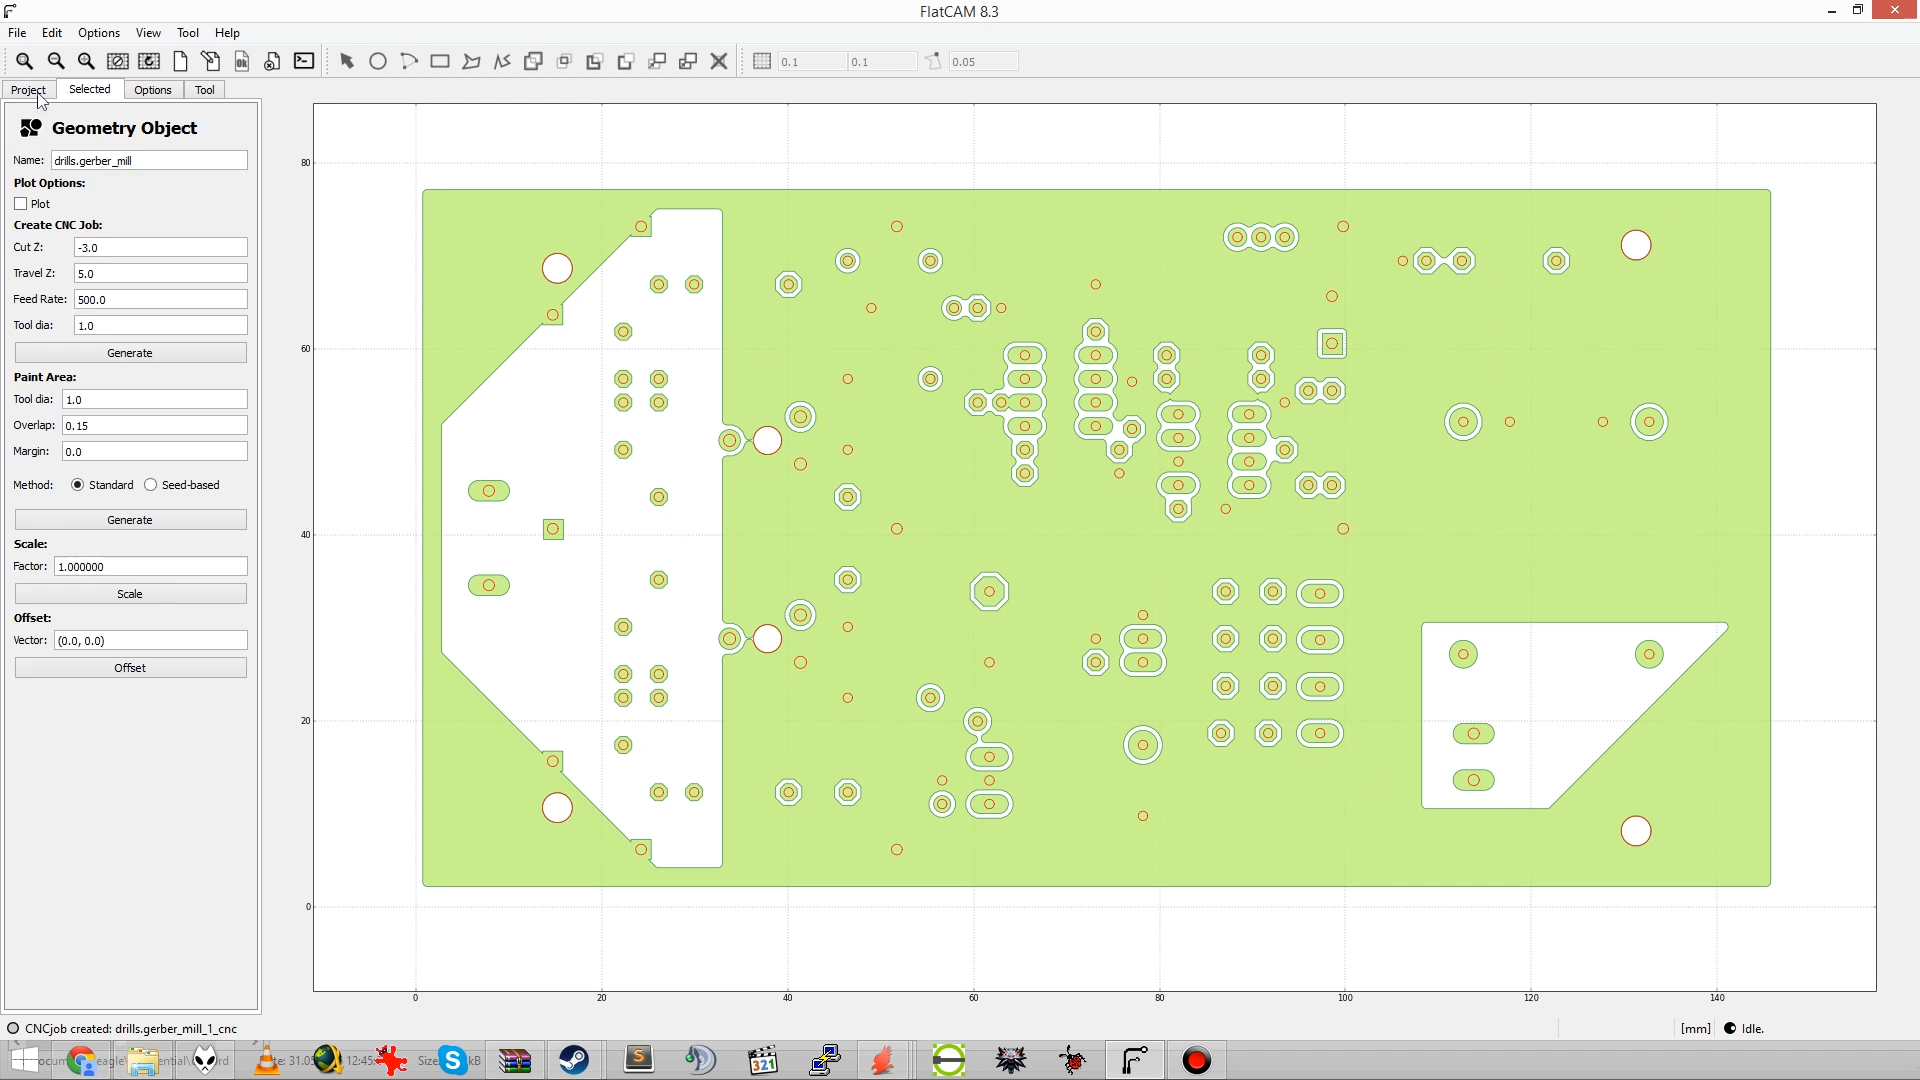 FlatCAM 8.3
File Edit Options View Tool Help
0.1 0.1 0.05
Project Selected Options Tool
Geometry Object
Name: drills.gerber_mill
Plot Options:
Plot
Create CNC Job:
Cut Z: -3.0
Travel Z: 5.0
Feed Rate: 500.0
Tool dia: 1.0
Generate
Paint Area:
Tool dia: 1.0
Overlap: 0.15
Margin: 0.0
Method: Standard Seed-based
Generate
Scale:
Factor: 1.000000
Scale
Offset:
Vector: (0.0, 0.0)
Offset
80
60
40
20
0
0 20 40 60 80 100 120 140
CNCjob created: drills.gerber_mill_1_cnc
[mm] Idle.
321
S